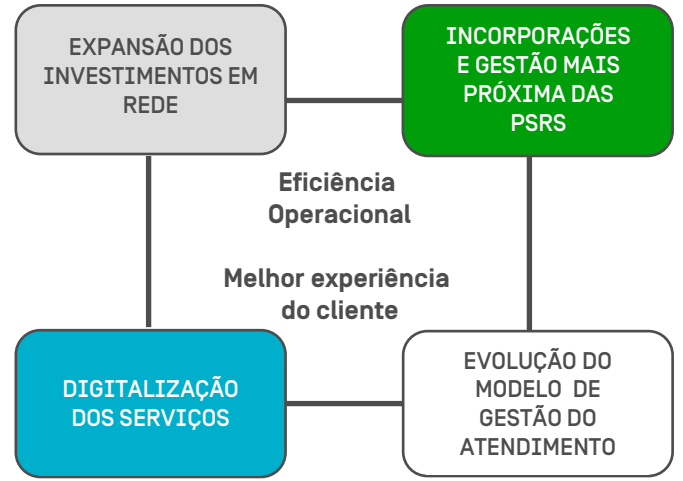 EXPANSÃO DOS
INVESTIMENTOS EM
REDE
INCORPORAÇÕES
E GESTÃO MAIS
PRÓXIMA DAS
PSRS
Eficiência
Operacional
Melhor experiência
do cliente
DIGITALIZAÇÃO
DOS SERVIÇOS
EVOLUÇÃO DO
MODELO DE
GESTÃO DO
ATENDIMENTO